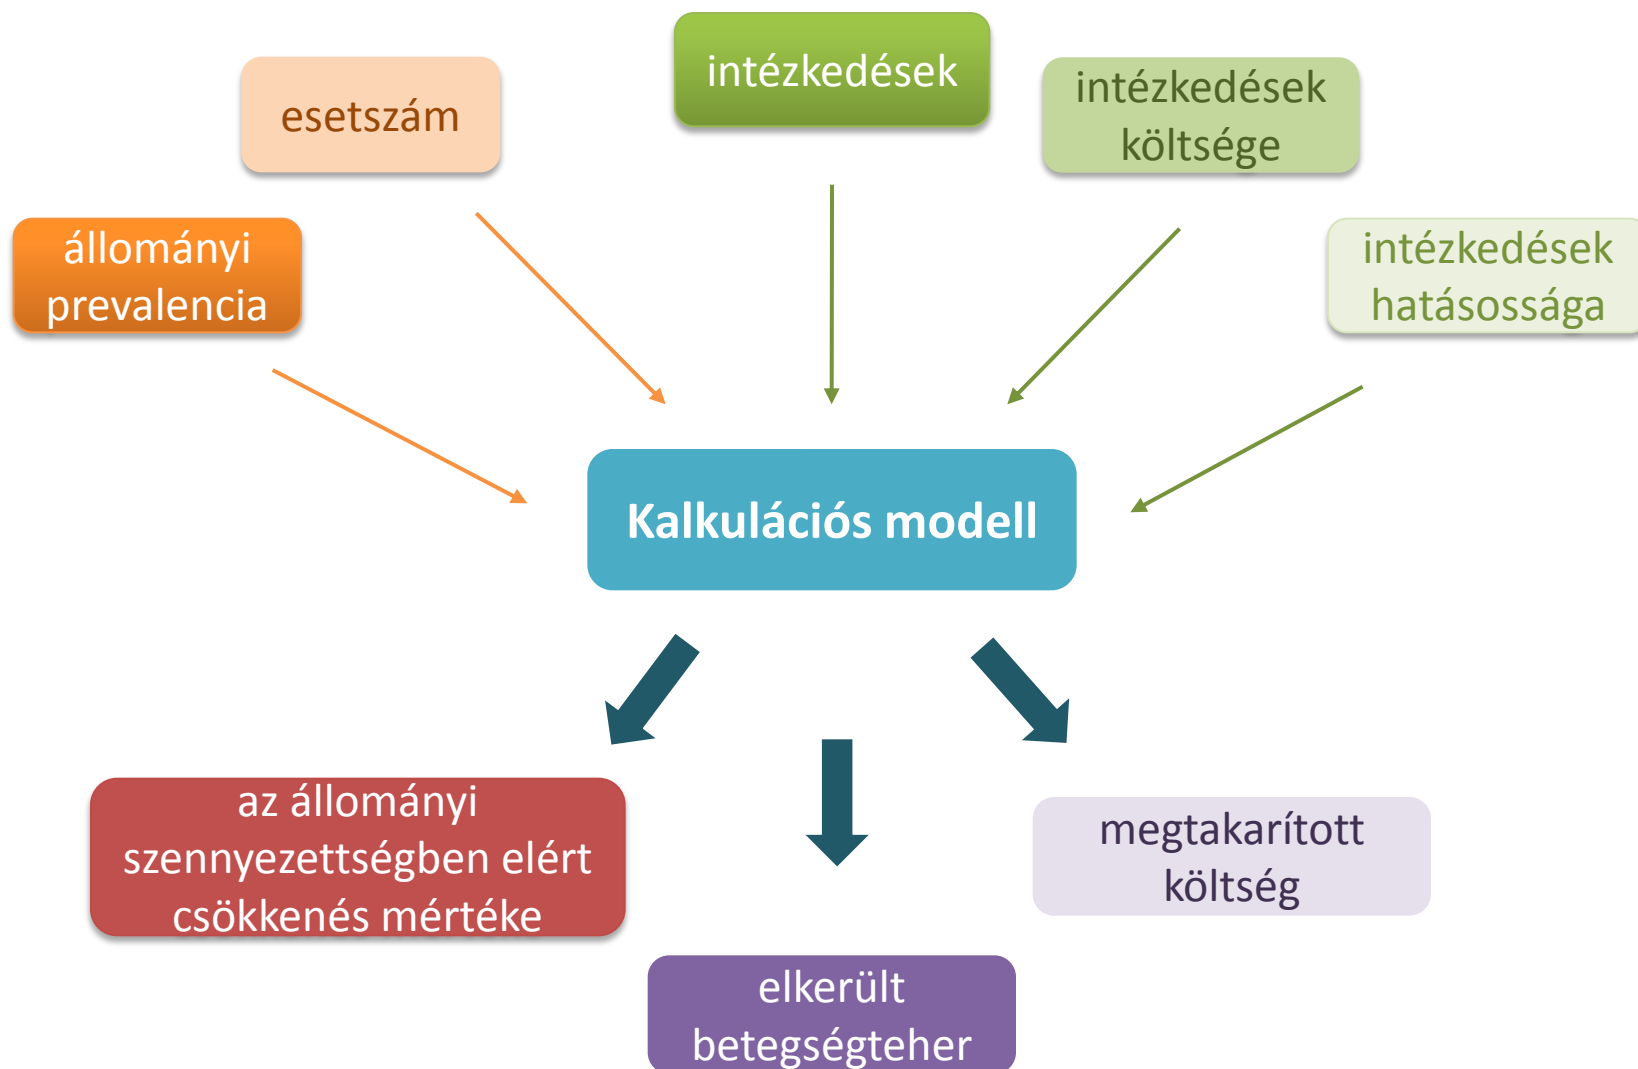 intézkedések
esetszám
intézkedések
költsége
állományi
prevalencia
intézkedések
hatásossága
Kalkulációs modell
az állományi
szennyezettségben elért
csökkenés mértéke
megtakarított
költség
elkerült
betegségteher